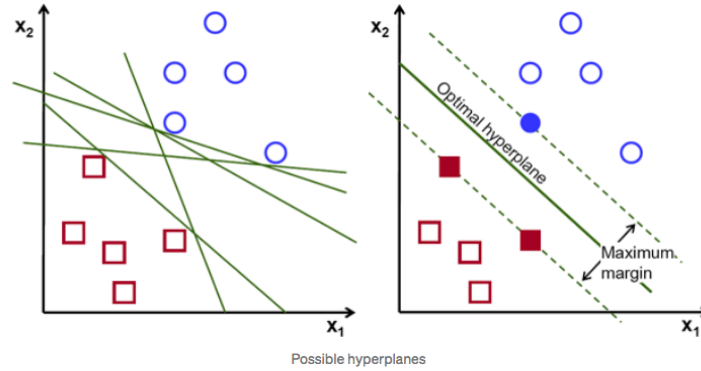 x2
x1
x2
Optimal hyperplane
Maximum
margin
x1
Possible hyperplanes